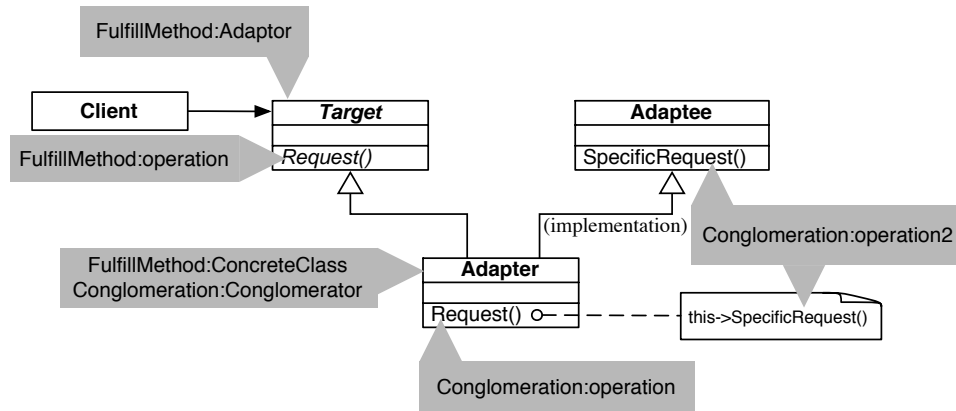 FulfillMethod:Adaptor
Client
Target
Adaptee
FulfillMethod:operation
Request()
SpecificRequest()
(implementation)
Conglomeration:operation2
FulfillMethod:ConcreteClass
Conglomeration:Conglomerator
Adapter
Request()
this->SpecificRequest()
Conglomeration:operation